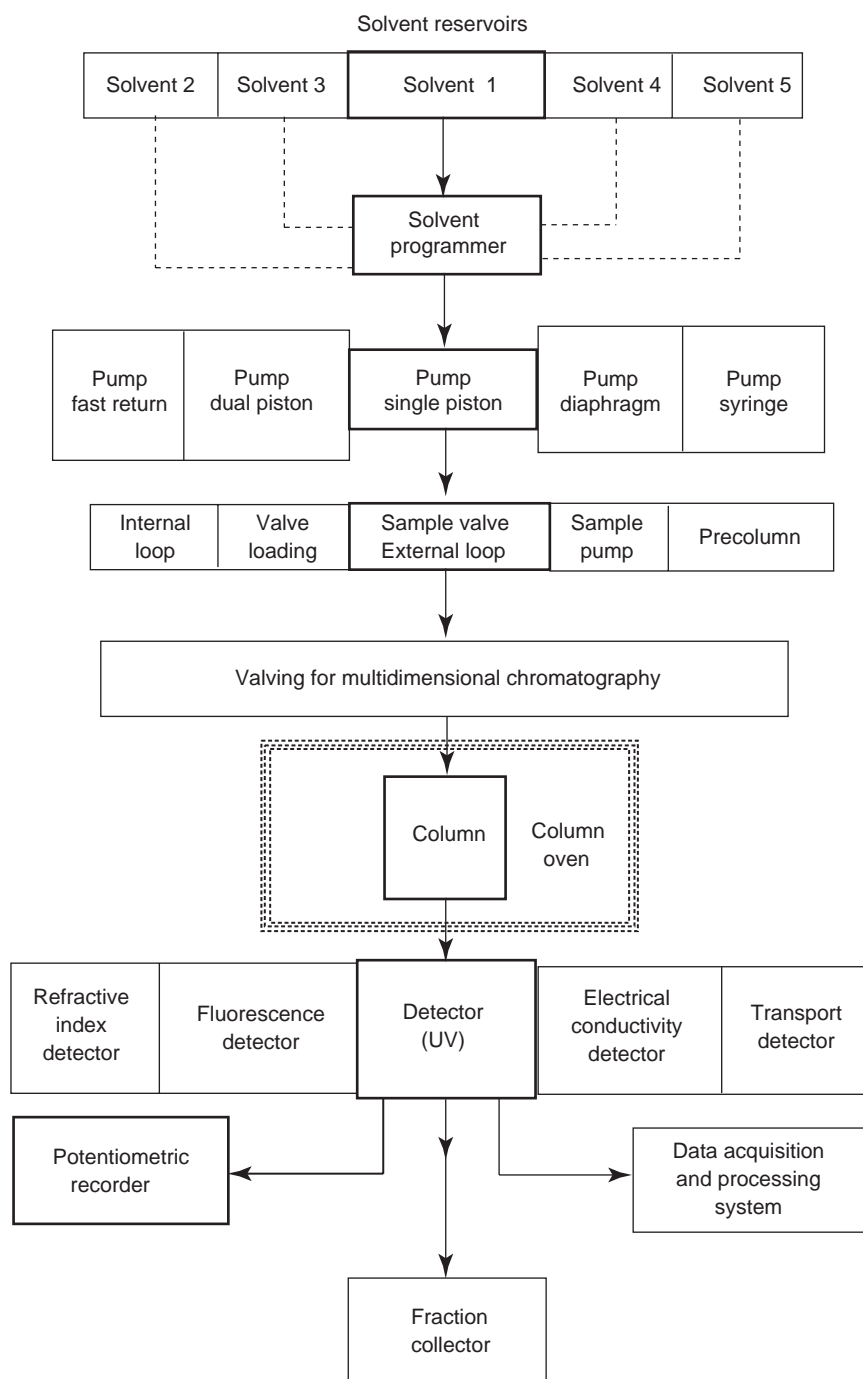 Solvent reservoirs
Solvent 2
Solvent 3
Solvent 1
Solvent 4
Solvent 5
Solvent
programmer
Pump
fast return
Pump
dual piston
Pump
single piston
Pump
diaphragm
Pump
syringe
Internal
loop
Valve
loading
Sample valve
External loop
Sample
pump
Precolumn
Valving for multidimensional chromatography
Column
Column
oven
Refractive
index
detector
Fluorescence
detector
Detector
(UV)
Electrical
conductivity
detector
Transport
detector
Potentiometric
recorder
Data acquisition
and processing
system
Fraction
collector